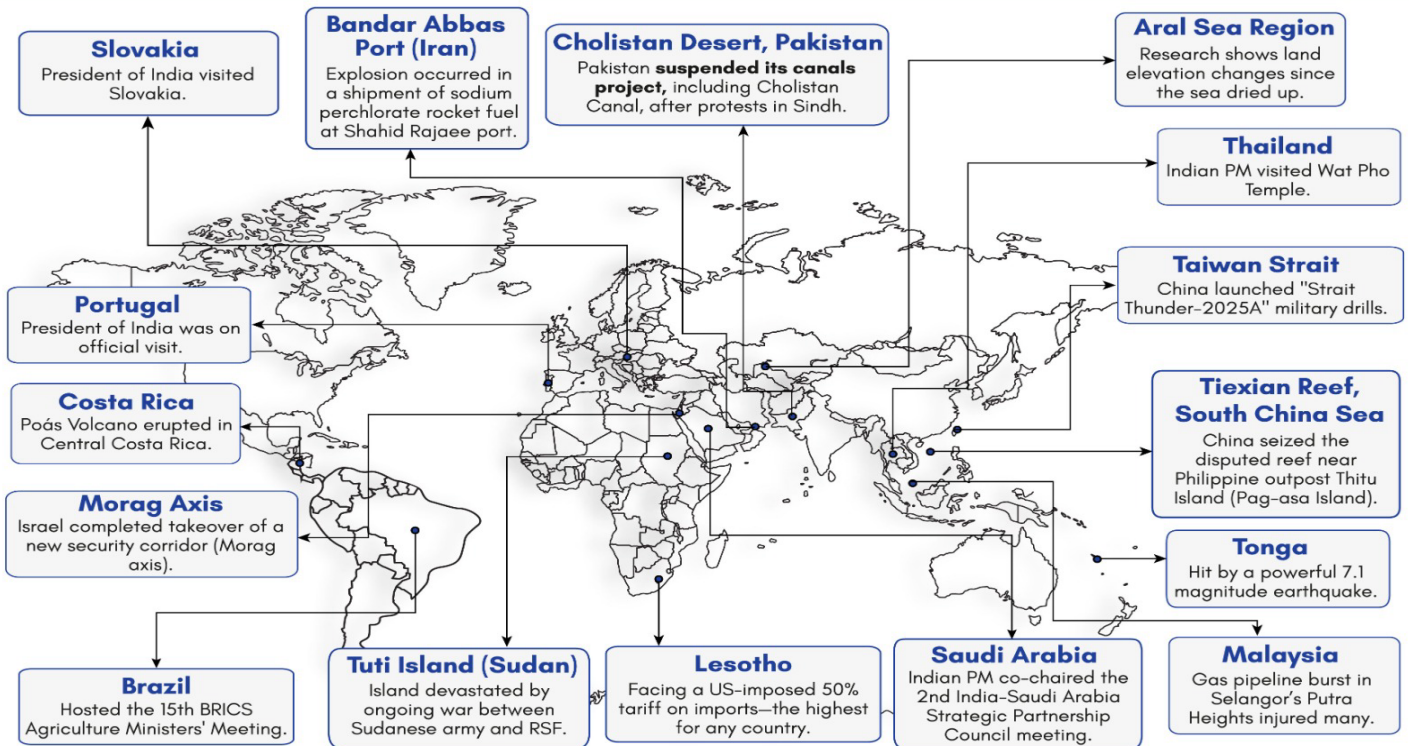 Slovakia
President of India visited
Slovakia.
Bandar Abbas
Port (Iran)
Explosion occurred in
a shipment of sodium
perchlorate rocket fuel
at Shahid Rajaee port.
Cholistan Desert, Pakistan
Pakistan suspended its canals
project, including Cholistan
Canal, after protests in Sindh.
Aral Sea Region
Research shows land
elevation changes since
the sea dried up.
Thailand
Indian PM visited Wat Pho
Temple.
Taiwan Strait
China launched "Strait
Thunder-2025A" military drills.
Portugal
President of India was on
official visit.
Costa Rica
Poás Volcano erupted in
Central Costa Rica.
Tiexian Reef,
South China Sea
China seized the
disputed reef near
Philippine outpost Thitu
Island (Pag-asa Island).
Morag Axis
Israel completed takeover of a
new security corridor (Morag
axis).
Tonga
Hit by a powerful 7.1
magnitude earthquake.
Brazil
Hosted the 15th BRICS
Agriculture Ministers' Meeting.
Tuti Island (Sudan)
Island devastated by
ongoing war between
Sudanese army and RSF.
Lesotho
Facing a US-imposed 50%
tariff on imports—the highest
for any country.
Saudi Arabia
Indian PM co-chaired the
2nd India-Saudi Arabia
Strategic Partnership
Council meeting.
Malaysia
Gas pipeline burst in
Selangor's Putra
Heights injured many.